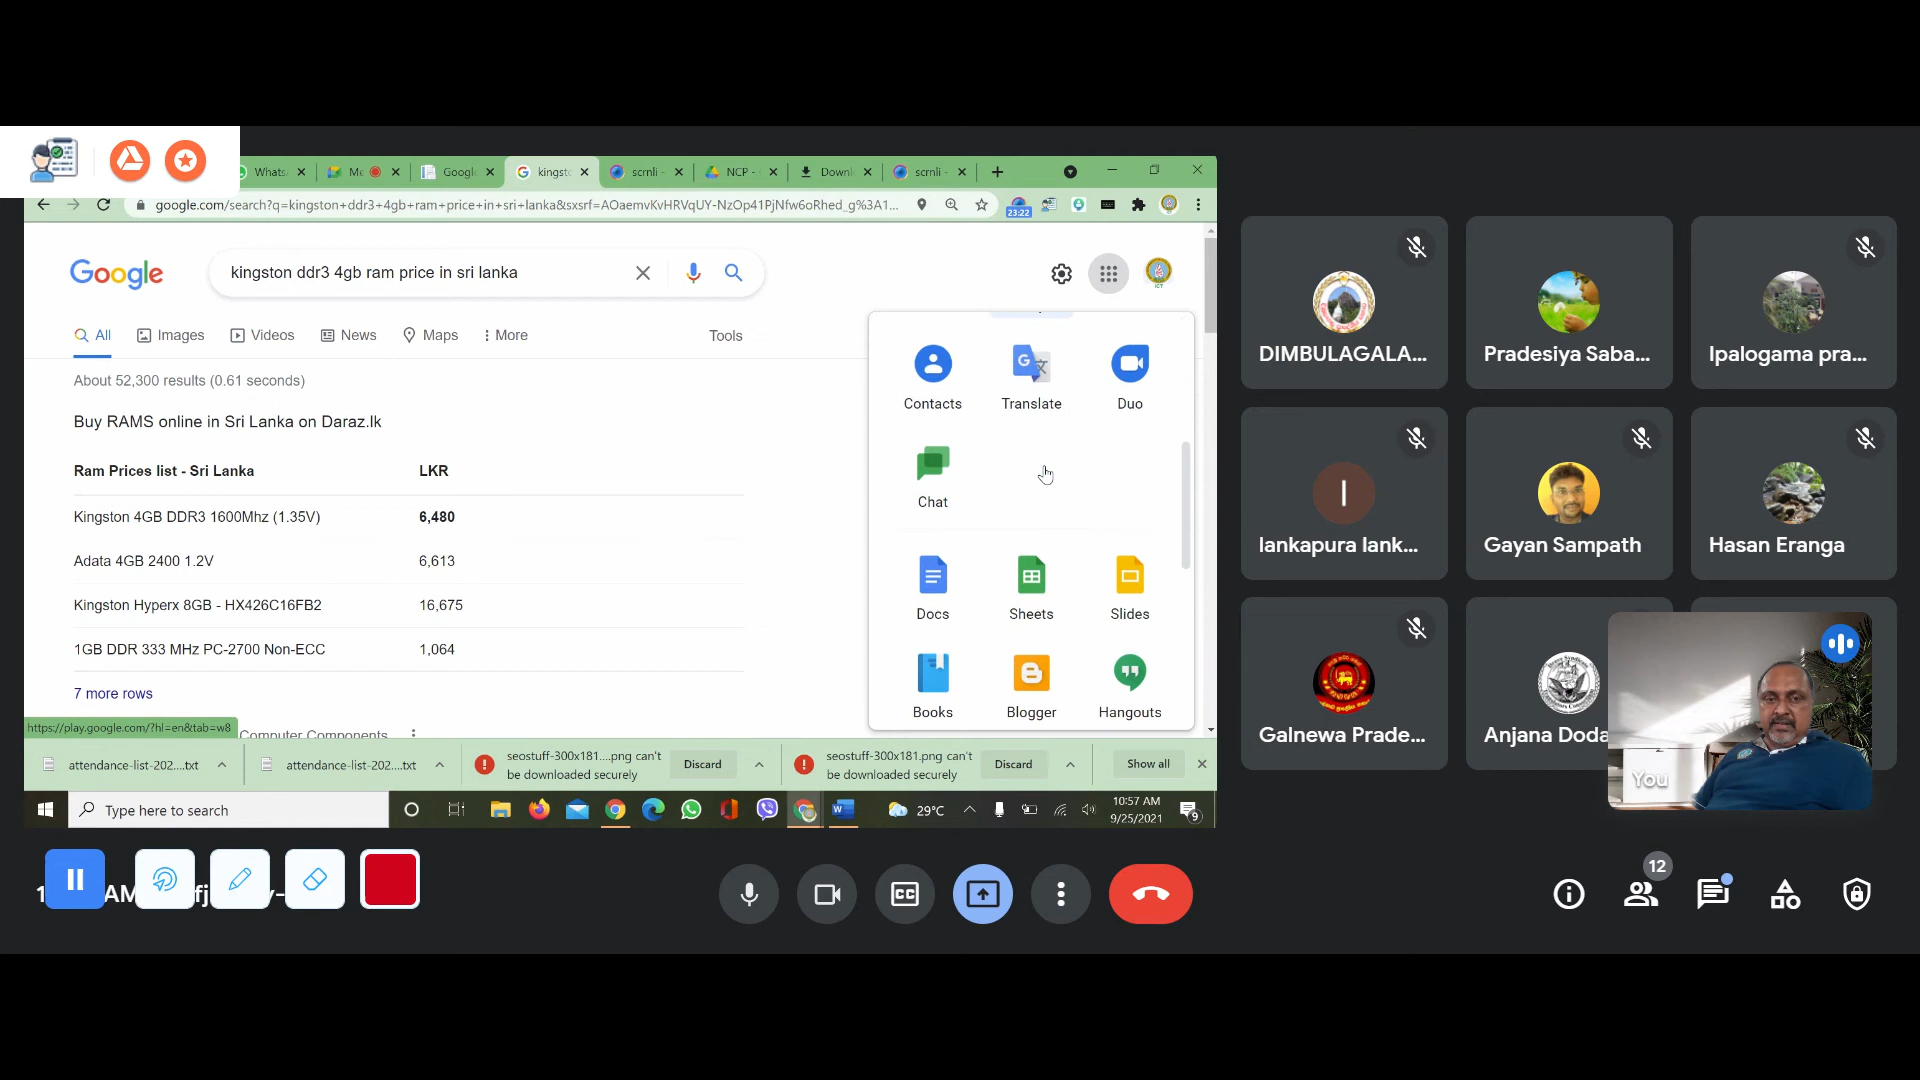 Whats
Me
Googl
kingst
scrnli -
NCP -
Downl
scrnli -
google.com/search?q=kingston+ddr3+4gb+ram+price+in+sri+lanka&sxsrf=AOaemvKvHRVqUY-NzOp41PjNfw6oRhed_g%3A1...
23:22
Google
kingston ddr3 4gb ram price in sri lanka
ICT
All
Images
Videos
News
Maps
More
Tools
About 52,300 results (0.61 seconds)
Buy RAMS online in Sri Lanka on Daraz.lk
Ram Prices list - Sri Lanka LKR
Kingston 4GB DDR3 1600Mhz (1.35V) 6,480
Adata 4GB 2400 1.2V 6,613
Kingston Hyperx 8GB - HX426C16FB2 16,675
1GB DDR 333 MHz PC-2700 Non-ECC 1,064
7 more rows
https://play.google.com/?hl=en&tab=w8
Computer Components
Contacts Translate Duo
Chat
Docs Sheets Slides
Books Blogger Hangouts
attendance-list-202....txt
attendance-list-202....txt
seostuff-300x181....png can't
be downloaded securely
Discard
seostuff-300x181.png can't
be downloaded securely
Discard
Show all
Type here to search
29°C
10:57 AM
9/25/2021
9
DIMBULAGALA...
Pradesiya Saba...
Ipalogama pra...
I
lankapura lank...
Gayan Sampath
Hasan Eranga
Galnewa Prade...
Anjana Doda
You
CC
12